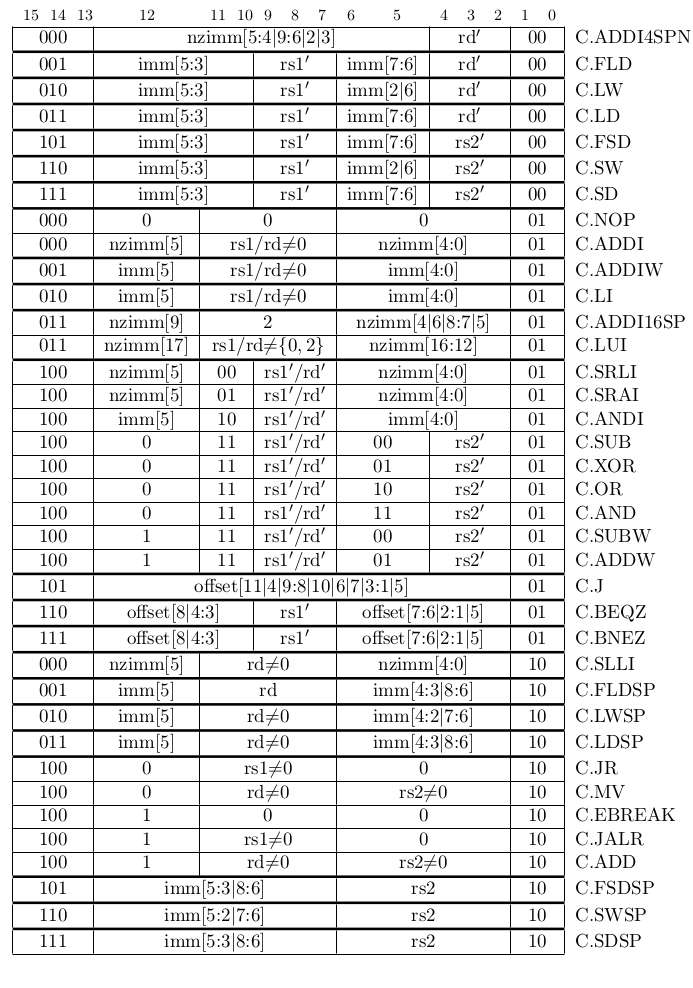 15 14 13 12 11 10 9 8 7 6 5 4 3 2 1 0
000 nzimm[5:4|9:6|2|3] rd′ 00 C.ADDI4SPN
001 imm[5:3] rs1′ imm[7:6] rd′ 00 C.FLD
010 imm[5:3] rs1′ imm[2|6] rd′ 00 C.LW
011 imm[5:3] rs1′ imm[7:6] rd′ 00 C.LD
101 imm[5:3] rs1′ imm[7:6] rs2′ 00 C.FSD
110 imm[5:3] rs1′ imm[2|6] rs2′ 00 C.SW
111 imm[5:3] rs1′ imm[7:6] rs2′ 00 C.SD
000 0 0 0 01 C.NOP
000 nzimm[5] rs1/rd≠0 nzimm[4:0] 01 C.ADDI
001 imm[5] rs1/rd≠0 imm[4:0] 01 C.ADDIW
010 imm[5] rs1/rd≠0 imm[4:0] 01 C.LI
011 nzimm[9] 2 nzimm[4|6|8:7|5] 01 C.ADDI16SP
011 nzimm[17] rs1/rd≠{0, 2} nzimm[16:12] 01 C.LUI
100 nzimm[5] 00 rs1′/rd′ nzimm[4:0] 01 C.SRLI
100 nzimm[5] 01 rs1′/rd′ nzimm[4:0] 01 C.SRAI
100 imm[5] 10 rs1′/rd′ imm[4:0] 01 C.ANDI
100 0 11 rs1′/rd′ 00 rs2′ 01 C.SUB
100 0 11 rs1′/rd′ 01 rs2′ 01 C.XOR
100 0 11 rs1′/rd′ 10 rs2′ 01 C.OR
100 0 11 rs1′/rd′ 11 rs2′ 01 C.AND
100 1 11 rs1′/rd′ 00 rs2′ 01 C.SUBW
100 1 11 rs1′/rd′ 01 rs2′ 01 C.ADDW
101 offset[11|4|9:8|10|6|7|3:1|5] 01 C.J
110 offset[8|4:3] rs1′ offset[7:6|2:1|5] 01 C.BEQZ
111 offset[8|4:3] rs1′ offset[7:6|2:1|5] 01 C.BNEZ
000 nzimm[5] rd≠0 nzimm[4:0] 10 C.SLLI
001 imm[5] rd imm[4:3|8:6] 10 C.FLDSP
010 imm[5] rd≠0 imm[4:2|7:6] 10 C.LWSP
011 imm[5] rd≠0 imm[4:3|8:6] 10 C.LDSP
100 0 rs1≠0 0 10 C.JR
100 0 rd≠0 rs2≠0 10 C.MV
100 1 0 0 10 C.EBREAK
100 1 rs1≠0 0 10 C.JALR
100 1 rd≠0 rs2≠0 10 C.ADD
101 imm[5:3|8:6] rs2 10 C.FSDSP
110 imm[5:2|7:6] rs2 10 C.SWSP
111 imm[5:3|8:6] rs2 10 C.SDSP